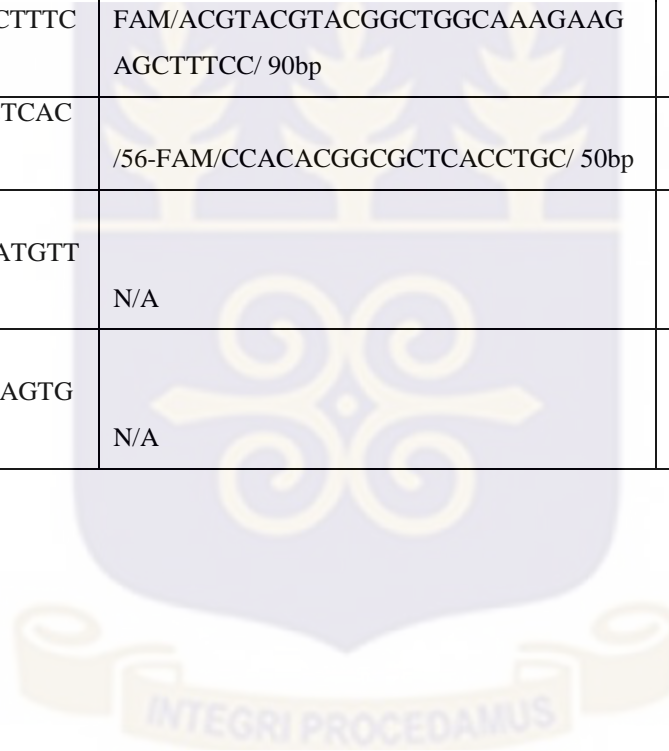 CTTTC FAM/ACGTACGTACGGCTGGCAAAGAAG
AGCTTTCC/ 90bp
TCAC
/56-FAM/CCACACGGCGCTCACCTGC/ 50bp
ATGTT
N/A
AGTG
N/A
INTEGRI PROCEDAMUS